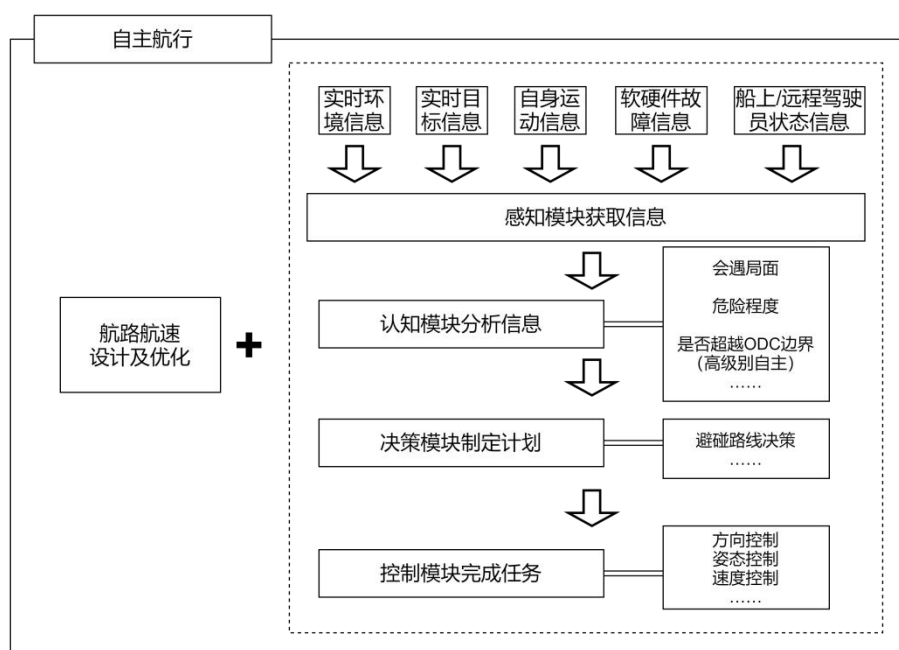 自主航行
实时环
境信息
实时目
标信息
自身运
动信息
软硬件故
障信息
船上/远程驾驶
员状态信息
感知模块获取信息
航路航速
设计及优化
认知模块分析信息
会遇局面
危险程度
是否超越ODC边界
（高级别自主）
……
决策模块制定计划
避碰路线决策
……
控制模块完成任务
方向控制
姿态控制
速度控制
……